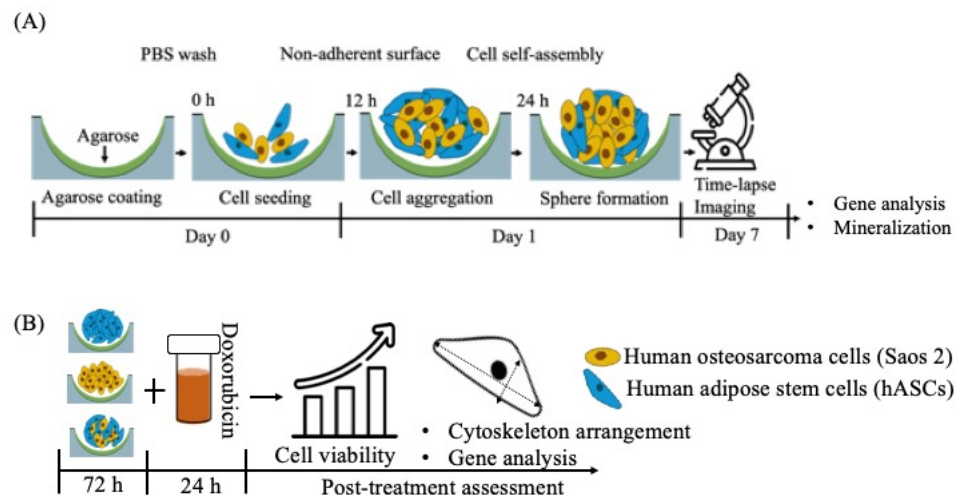 (A)
PBS wash Non-adherent surface Cell self-assembly
0 h 12 h 24 h
Agarose
Agarose coating Cell seeding Cell aggregation Sphere formation
Time-lapse
Imaging
Day 0 Day 1 Day 7
• Gene analysis
• Mineralization
(B)
Doxorubicin
Human osteosarcoma cells (Saos 2)
Human adipose stem cells (hASCs)
Cell viability
• Cytoskeleton arrangement
• Gene analysis
72 h 24 h Post-treatment assessment